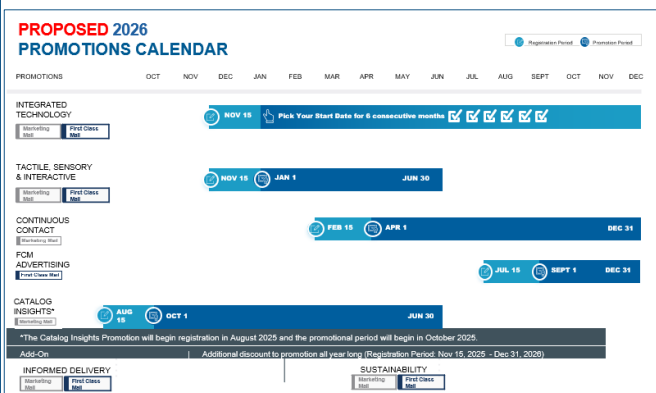 PROPOSED 2026
PROMOTIONS CALENDAR
Registration Period Promotion Period
PROMOTIONS OCT NOV DEC JAN FEB MAR APR MAY JUN JUL AUG SEPT OCT NOV DEC
INTEGRATED
TECHNOLOGY
Marketing Mail First Class Mail
NOV 15 Pick Your Start Date for 6 consecutive months
TACTILE, SENSORY
& INTERACTIVE
Marketing Mail First Class Mail
NOV 15 JAN 1 JUN 30
CONTINUOUS
CONTACT
Marketing Mail
FEB 15 APR 1 DEC 31
FCM
ADVERTISING
First Class Mail
JUL 15 SEPT 1 DEC 31
CATALOG
INSIGHTS*
Marketing Mail
AUG 15 OCT 1 JUN 30
*The Catalog Insights Promotion will begin registration in August 2025 and the promotional period will begin in October 2025.
Add-On | Additional discount to promotion all year long (Registration Period: Nov 15, 2025 - Dec 31, 2026)
INFORMED DELIVERY
Marketing Mail First Class Mail
SUSTAINABILITY
Marketing Mail First Class Mail